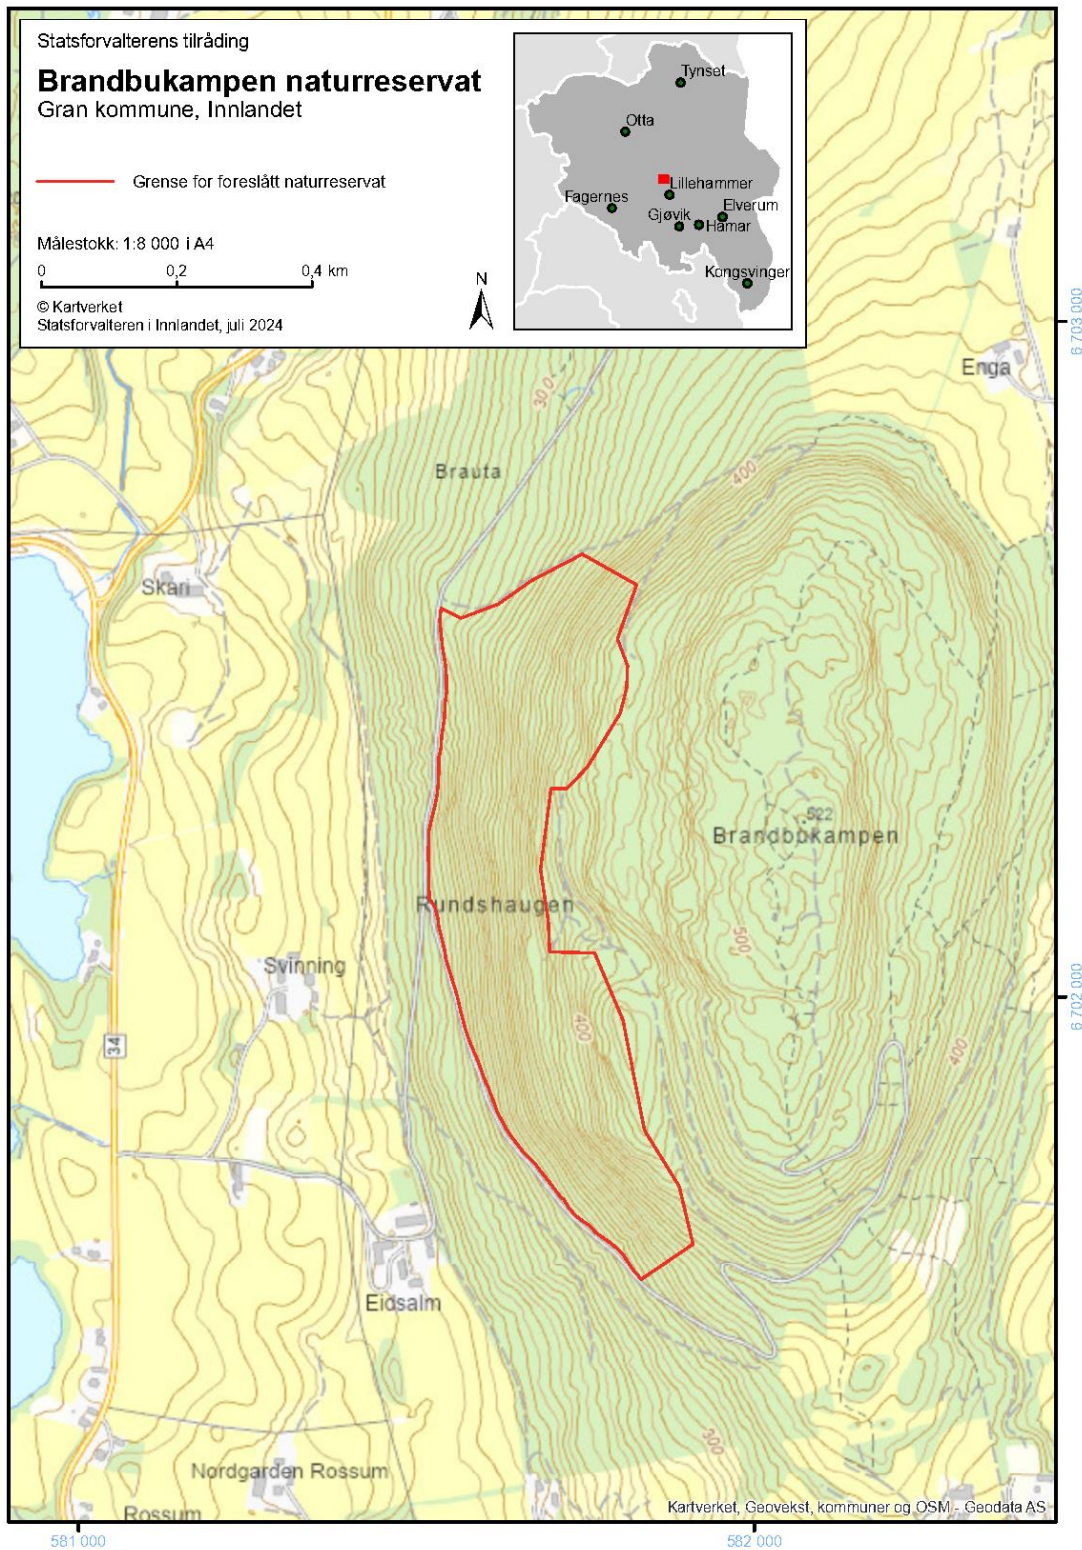 Statsforvalterens tilråding
Brandbukampen naturreservat
Gran kommune, Innlandet
Grense for foreslått naturreservat
Målestokk: 1:8 000 i A4
0 0,2 0,4 km
© Kartverket
Statsforvalteren i Innlandet, juli 2024
N
Tynset
Otta
Lillehammer
Fagernes
Elverum
Gjøvik
Hamar
Kongsvinger
6 703 000
Enga
300
Brauta
400
Skari
522
Brandbukampen
Rundshaugen
500
Svinning
6 702 000
400
34
400
Eidsalm
300
Nordgarden Rossum
Rossum
Kartverket, Geovekst, kommuner og OSM - Geodata AS
581 000
582 000